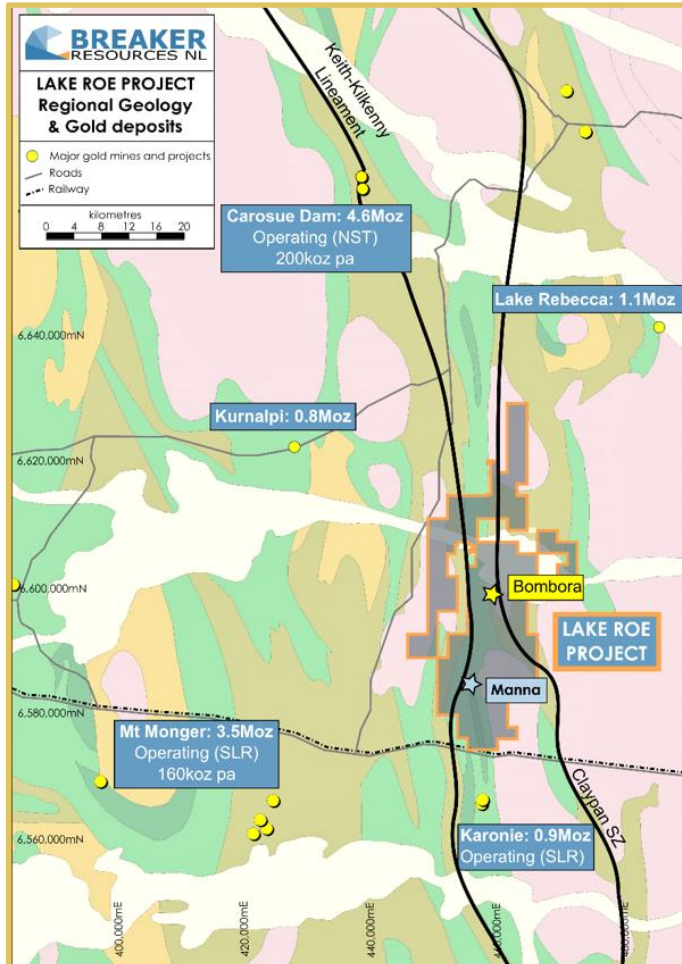 BREAKER
RESOURCES NL
LAKE ROE PROJECT
Regional Geology
& Gold deposits
Major gold mines and projects
Roads
Railway
kilometres
0 4 8 12 16 20
Keith-Kilkenny
Lineament
Carosue Dam: 4.6Moz
Operating (NST)
200koz pa
Lake Rebecca: 1.1Moz
6,640,000mN
Kurnalpi: 0.8Moz
6,620,000mN
6,600,000mN
Bombora
LAKE ROE
PROJECT
Manna
6,580,000mN
Mt Monger: 3.5Moz
Operating (SLR)
160koz pa
Claypan SZ
6,560,000mN
Karonie: 0.9Moz
Operating (SLR)
400,000mE
420,000mE
440,000mE
460,000mE
480,000mE